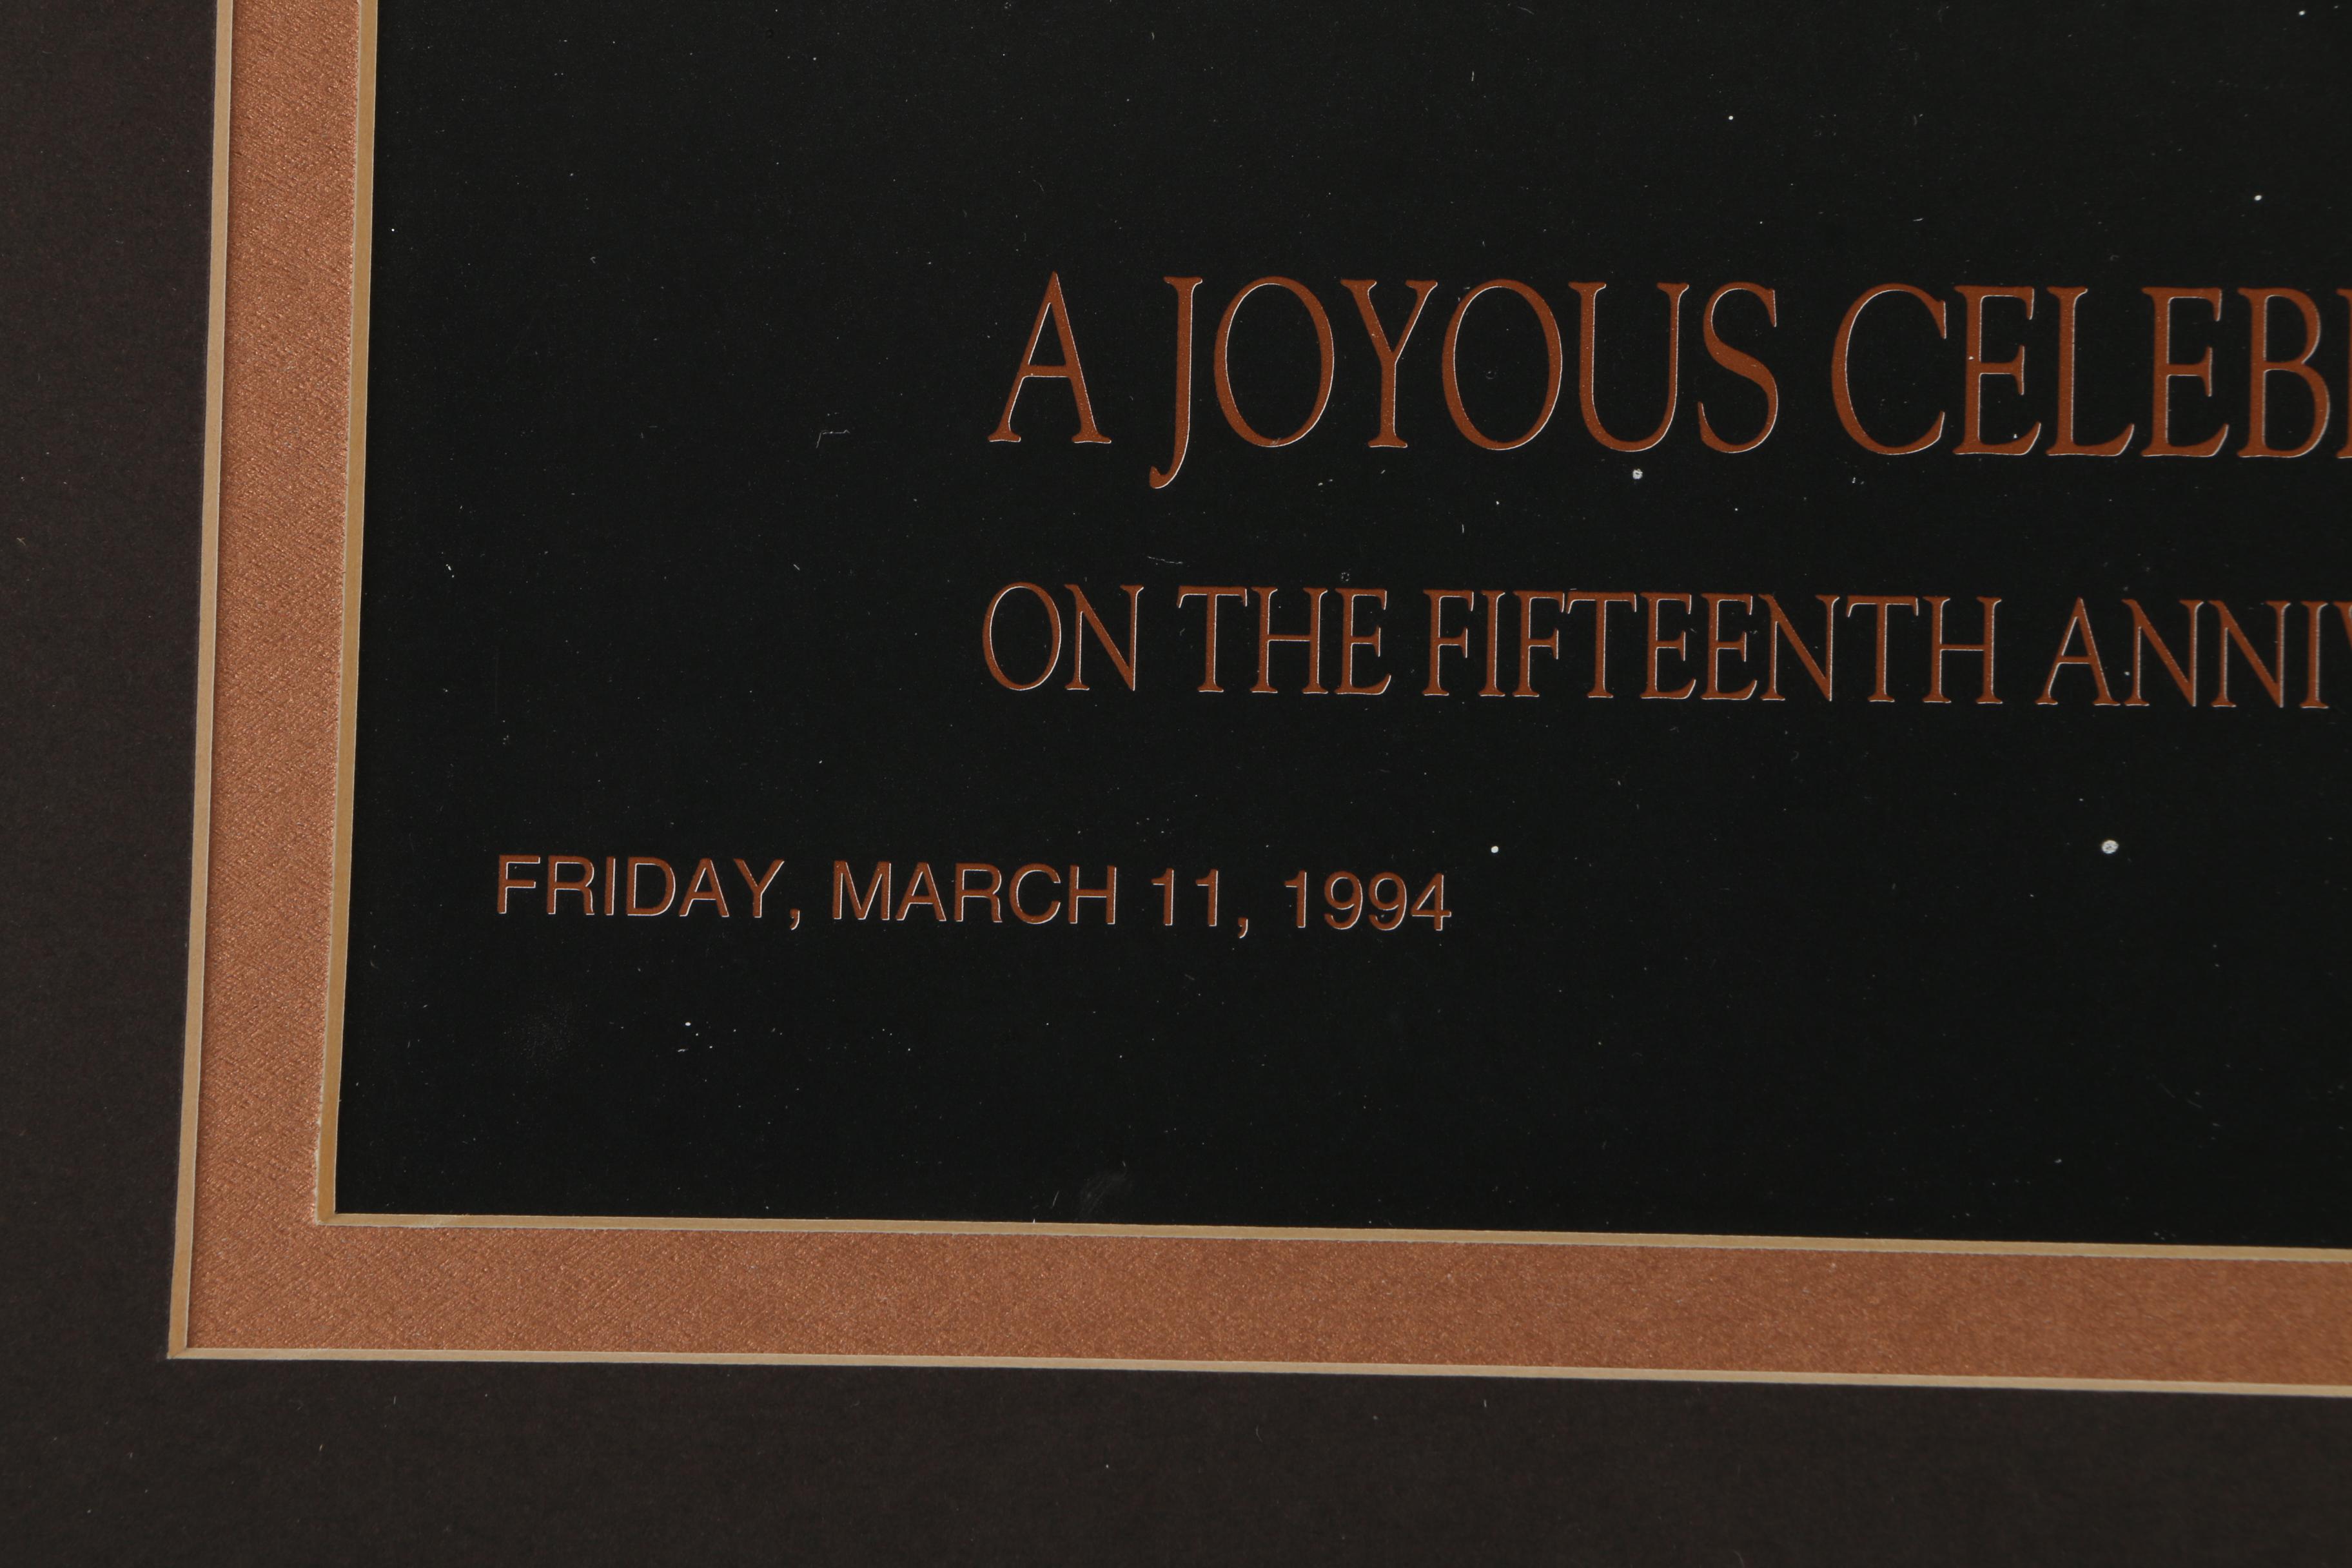 A JOYOUS CELEB
ON THE FIFTEENTH ANNI
FRIDAY, MARCH 11, 1994